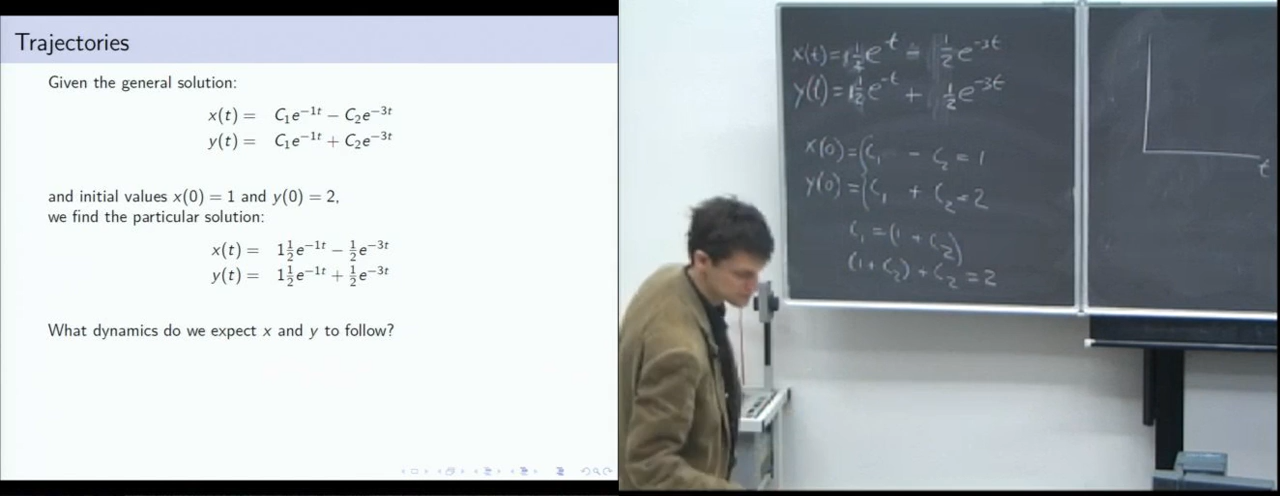 Trajectories
Given the general solution:
x(t) = C₁e⁻¹ᵗ − C₂e⁻³ᵗ
y(t) = C₁e⁻¹ᵗ + C₂e⁻³ᵗ
and initial values x(0) = 1 and y(0) = 2,
we find the particular solution:
x(t) = 1½e⁻¹ᵗ − ½e⁻³ᵗ
y(t) = 1½e⁻¹ᵗ + ½e⁻³ᵗ
What dynamics do we expect x and y to follow?
x(t) = 1½e⁻ᵗ − ½e⁻³ᵗ
y(t) = 1½e⁻ᵗ + ½e⁻³ᵗ
x(0) = { C₁ − C₂ = 1
y(0) = { C₁ + C₂ = 2
C₁ = (1 + C₂)
(1 + C₂) + C₂ = 2
t